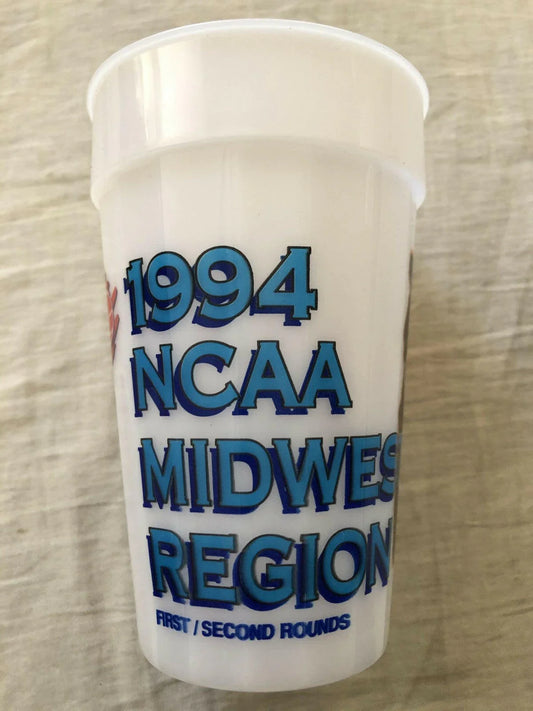 1994
NCAA
MIDWES
REGION
FIRST / SECOND ROUNDS